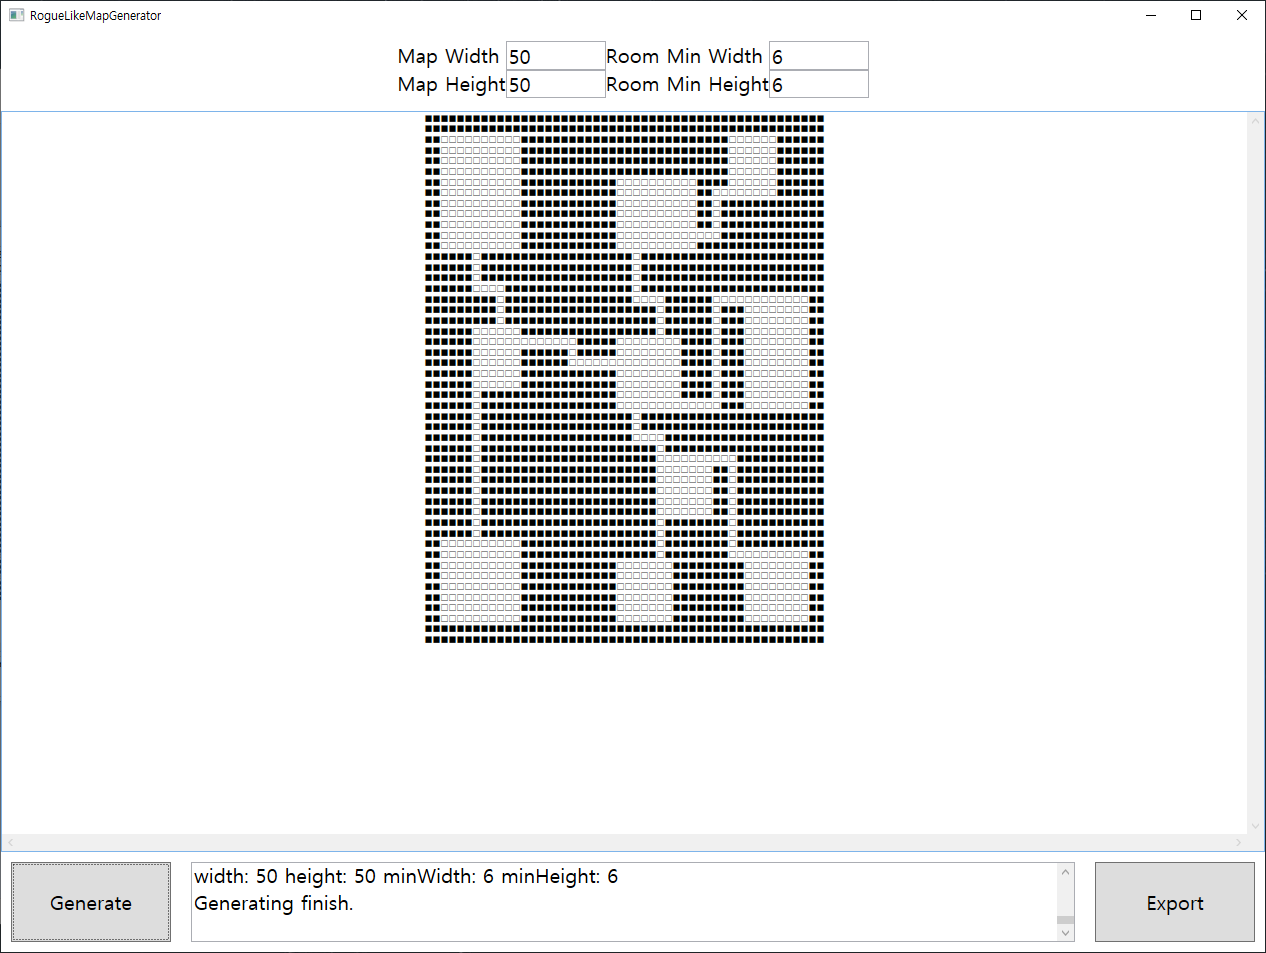 RogueLikeMapGenerator
Map Width 50 Room Min Width 6
Map Height 50 Room Min Height 6
width: 50 height: 50 minWidth: 6 minHeight: 6
Generating finish.
Generate
Export